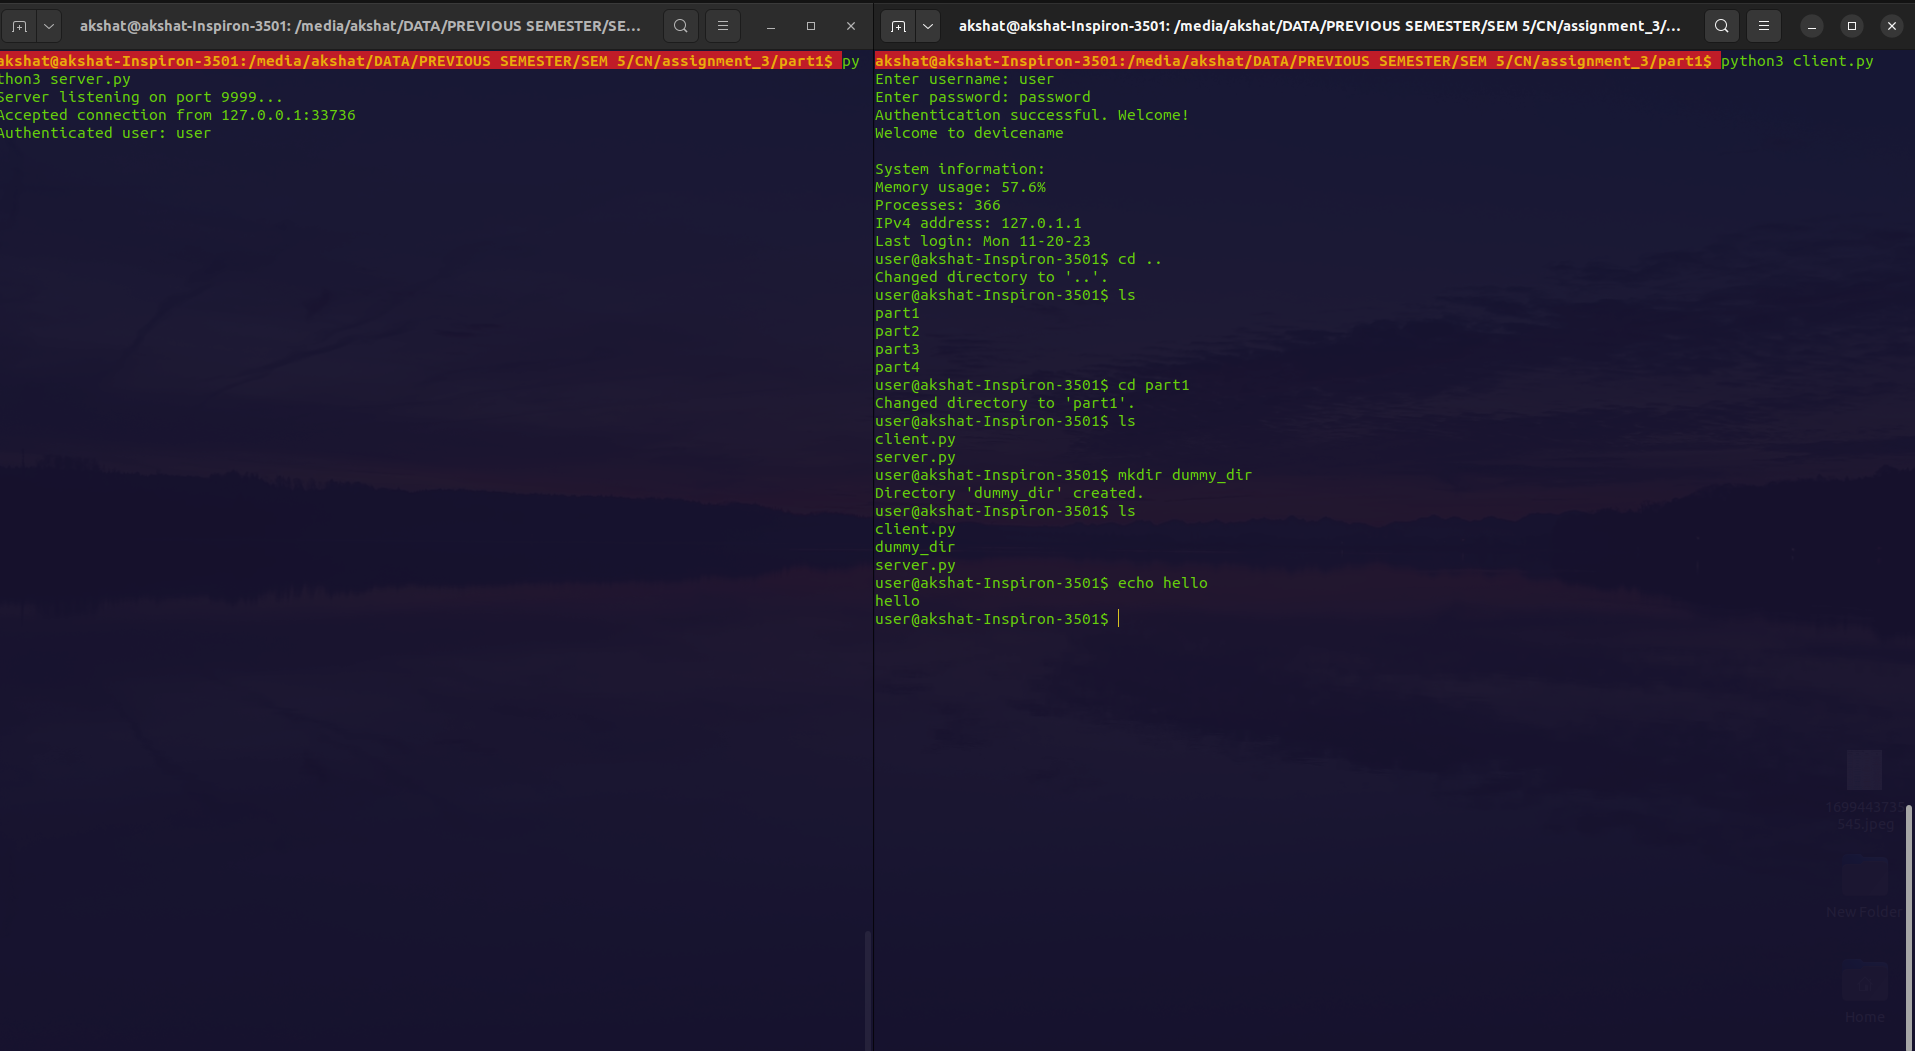 akshat@akshat-Inspiron-3501: /media/akshat/DATA/PREVIOUS SEMESTER/SE...
akshat@akshat-Inspiron-3501:/media/akshat/DATA/PREVIOUS SEMESTER/SEM 5/CN/assignment_3/part1$ py
thon3 server.py
Server listening on port 9999...
Accepted connection from 127.0.0.1:33736
Authenticated user: user
akshat@akshat-Inspiron-3501: /media/akshat/DATA/PREVIOUS SEMESTER/SEM 5/CN/assignment_3/...
akshat@akshat-Inspiron-3501:/media/akshat/DATA/PREVIOUS SEMESTER/SEM 5/CN/assignment_3/part1$ python3 client.py
Enter username: user
Enter password: password
Authentication successful. Welcome!
Welcome to devicename
System information:
Memory usage: 57.6%
Processes: 366
IPv4 address: 127.0.1.1
Last login: Mon 11-20-23
user@akshat-Inspiron-3501$ cd ..
Changed directory to '..'.
user@akshat-Inspiron-3501$ ls
part1
part2
part3
part4
user@akshat-Inspiron-3501$ cd part1
Changed directory to 'part1'.
user@akshat-Inspiron-3501$ ls
client.py
server.py
user@akshat-Inspiron-3501$ mkdir dummy_dir
Directory 'dummy_dir' created.
user@akshat-Inspiron-3501$ ls
client.py
dummy_dir
server.py
user@akshat-Inspiron-3501$ echo hello
hello
user@akshat-Inspiron-3501$
1699443735
545.jpeg
New Folder
Home